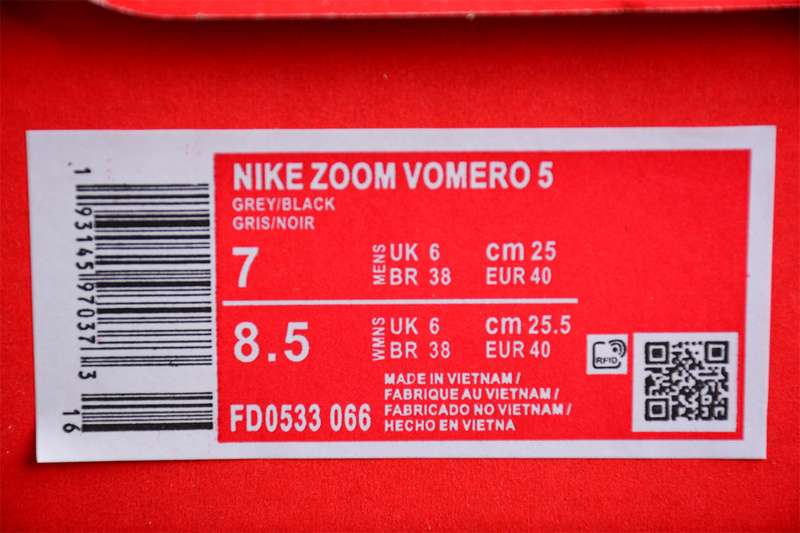 NIKE ZOOM VOMERO 5
GREY/BLACK
GRIS/NOIR
7 MENS UK 6 cm 25
BR 38 EUR 40
8.5 WMNS UK 6 cm 25.5
BR 38 EUR 40
RFID
MADE IN VIETNAM /
FABRIQUE AU VIETNAM /
FABRICADO NO VIETNAM /
HECHO EN VIETNA
FD0533 066
1 93145 97037 3
16